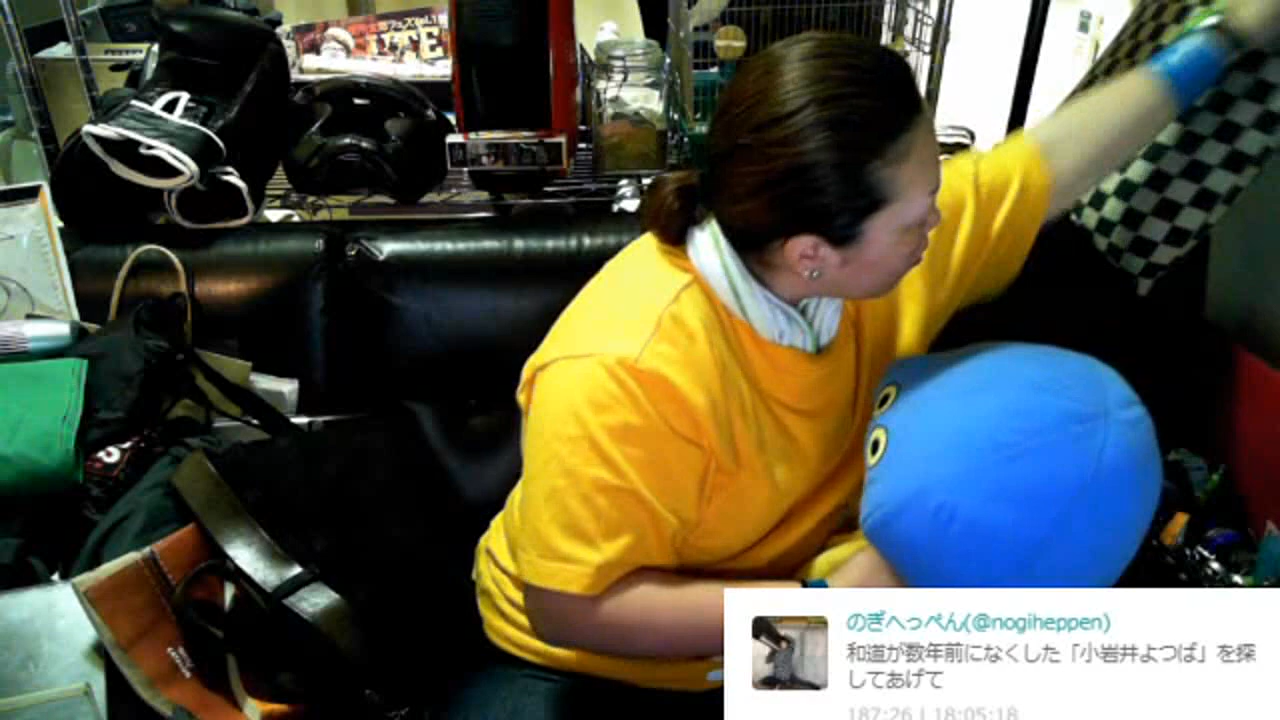 UTE
のぎへっぺん(@nogiheppen)
和道が数年前になくした「小岩井よつば」を探
してあげて
187:26 | 18:05:18